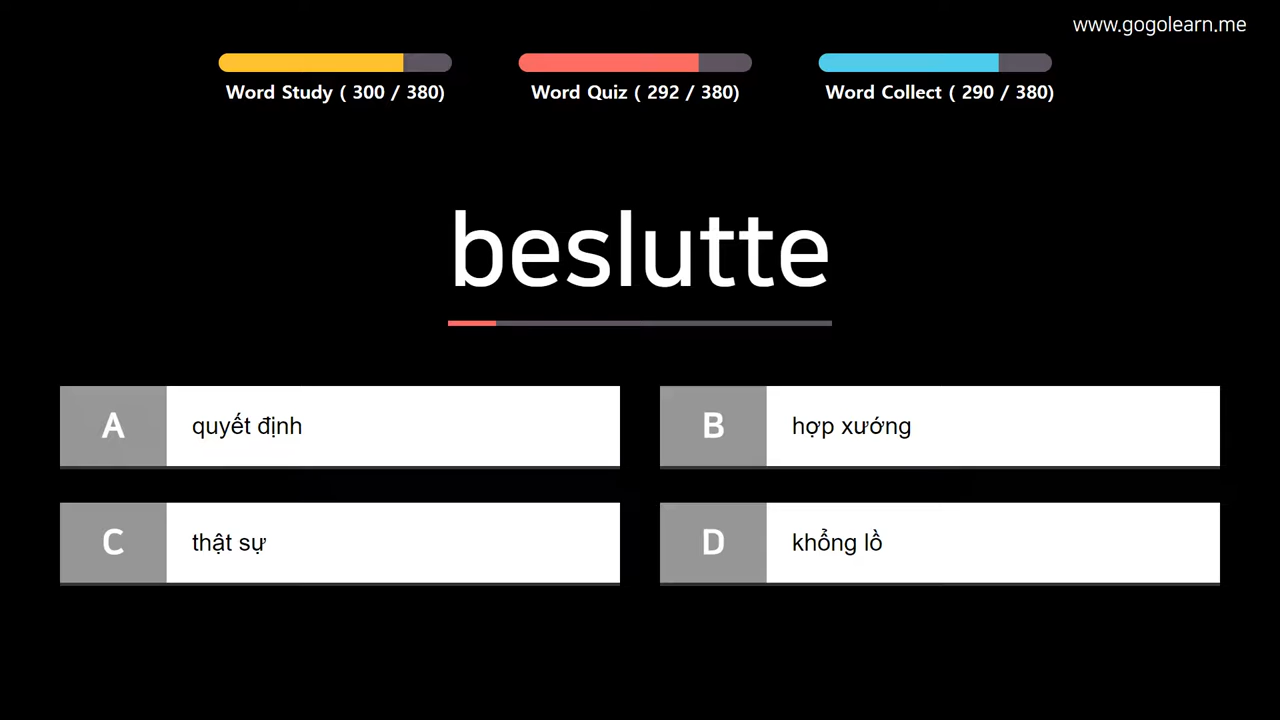 www.gogolearn.me
Word Study ( 300 / 380)
Word Quiz ( 292 / 380)
Word Collect ( 290 / 380)
beslutte
A quyết định
B hợp xướng
C thật sự
D khổng lồ